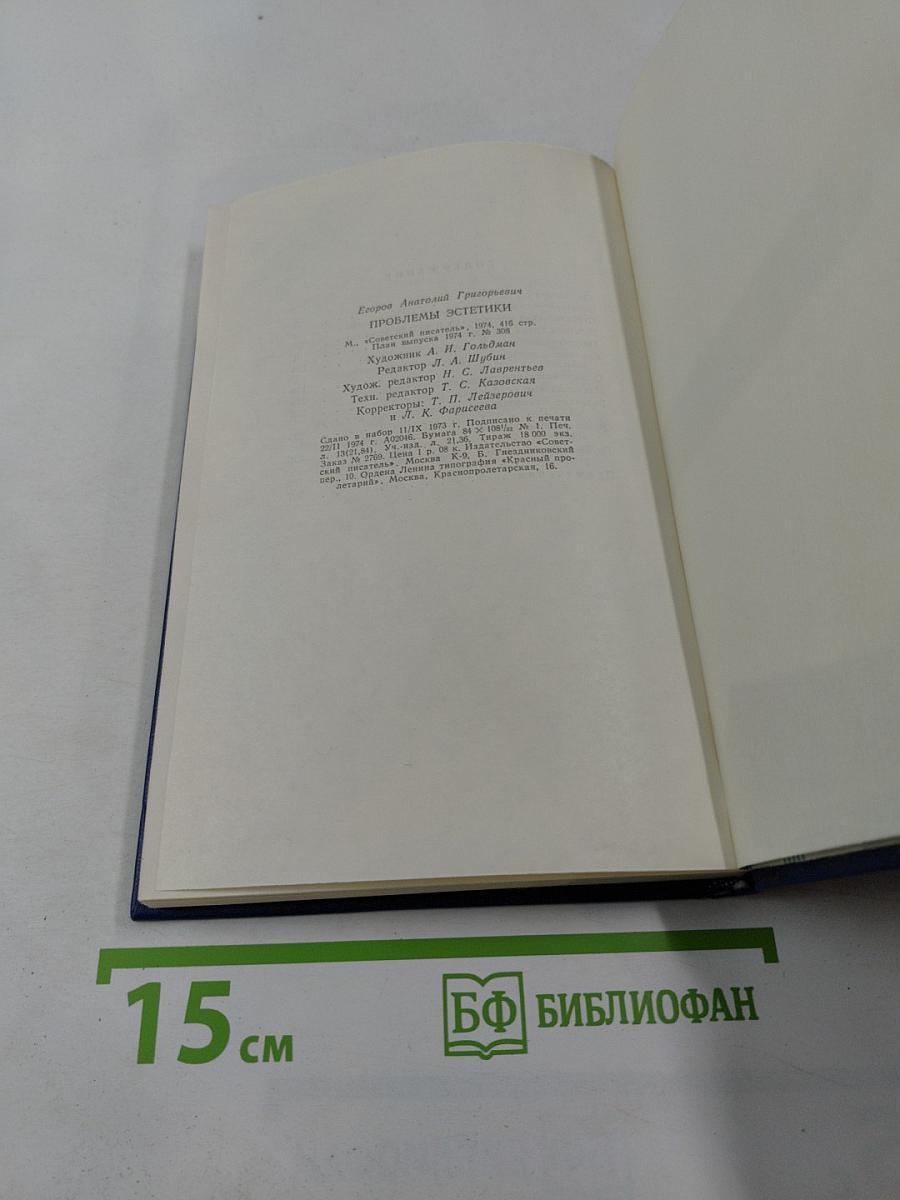 Егоров Анатолий Григорьевич
ПРОБЛЕМЫ ЭСТЕТИКИ
М., «Советский писатель», 1974, 416 стр.
План выпуска 1974 г. № 308
Художник А. И. Гольдман
Редактор Л. А. Шубин
Худож. редактор Н. С. Лаврентьев
Техн. редактор Т. С. Казовская
Корректоры: Т. П. Лейзерович
и Л. К. Фарисеева
Сдано в набор 11/IX 1973 г. Подписано к печати
22/II 1974 г. А02046. Бумага 84 × 108¹/₃₂ № 1. Печ.
л. 13(21,84). Уч.-изд. л. 21,36. Тираж 18 000 экз.
Заказ № 2769. Цена 1 р. 08 к. Издательство «Совет-
ский писатель». Москва К-9, Б. Гнездниковский
пер., 10. Ордена Ленина типография «Красный про-
летарий», Москва, Краснопролетарская, 16.
15 см
БФ БИБЛИОФАН